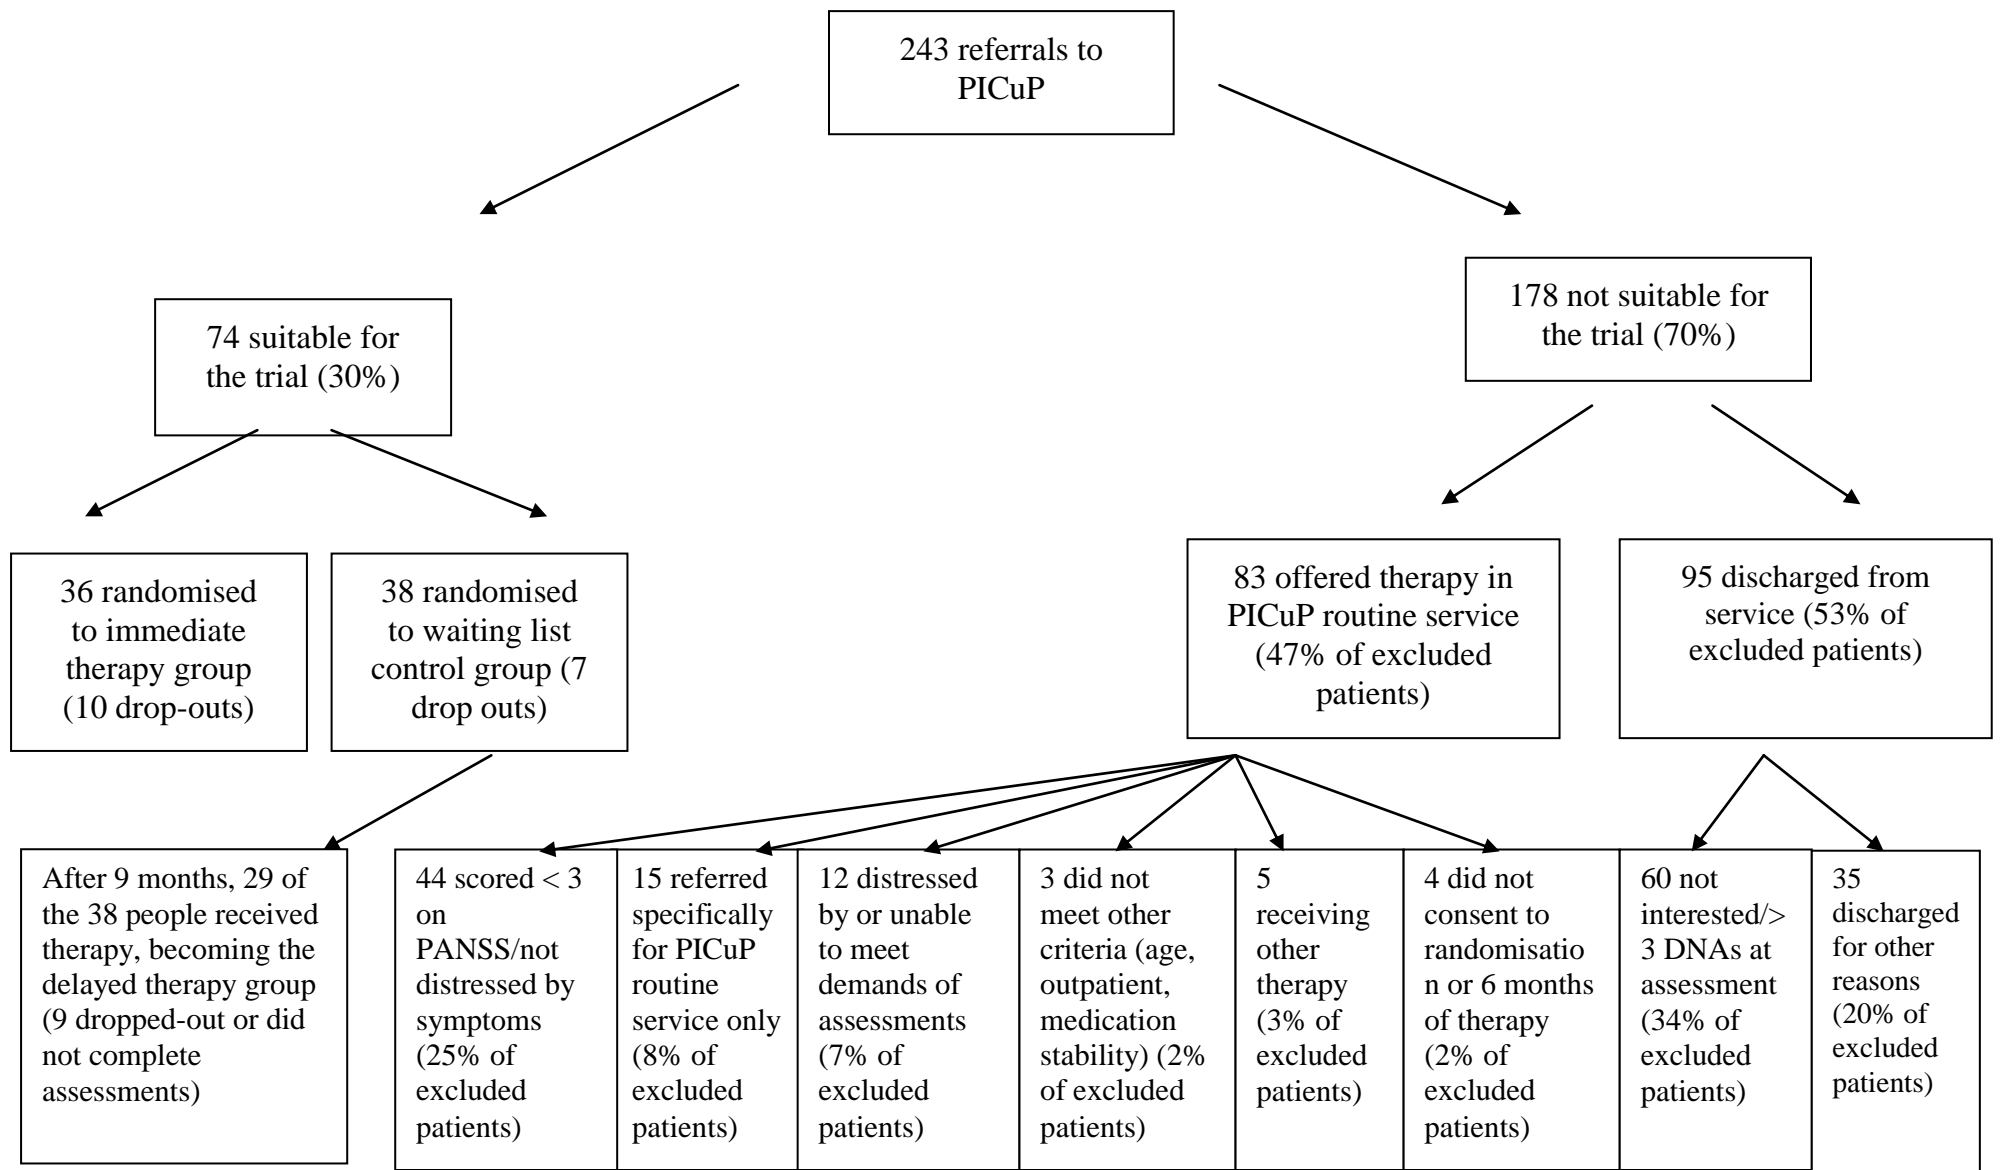 243 referrals to
PICuP
74 suitable for
the trial (30%)
178 not suitable for
the trial (70%)
36 randomised
to immediate
therapy group
(10 drop-outs)
38 randomised
to waiting list
control group (7
drop outs)
83 offered therapy in
PICuP routine service
(47% of excluded
patients)
95 discharged from
service (53% of
excluded patients)
After 9 months, 29 of
the 38 people received
therapy, becoming the
delayed therapy group
(9 dropped-out or did
not complete
assessments)
44 scored < 3
on
PANSS/not
distressed by
symptoms
(25% of
excluded
patients)
15 referred
specifically
for PICuP
routine
service only
(8% of
excluded
patients)
12 distressed
by or unable
to meet
demands of
assessments
(7% of
excluded
patients)
3 did not
meet other
criteria (age,
outpatient,
medication
stability) (2%
of excluded
patients)
5
receiving
other
therapy
(3% of
excluded
patients)
4 did not
consent to
randomisatio
n or 6 months
of therapy
(2% of
excluded
patients)
60 not
interested/>
3 DNAs at
assessment
(34% of
excluded
patients)
35
discharged
for other
reasons
(20% of
excluded
patients)